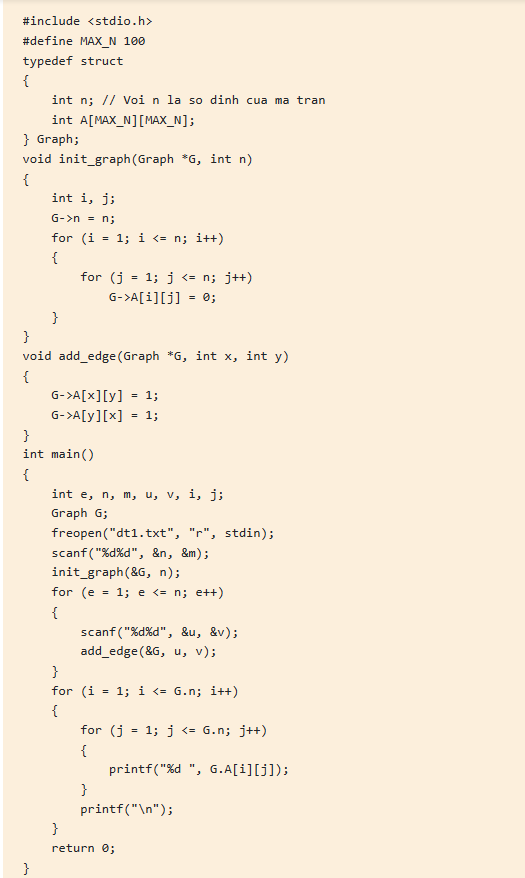 #include <stdio.h>
#define MAX_N 100
typedef struct
{
    int n; // Voi n la so dinh cua ma tran
    int A[MAX_N][MAX_N];
} Graph;
void init_graph(Graph *G, int n)
{
    int i, j;
    G->n = n;
    for (i = 1; i <= n; i++)
    {
        for (j = 1; j <= n; j++)
            G->A[i][j] = 0;
    }
}
void add_edge(Graph *G, int x, int y)
{
    G->A[x][y] = 1;
    G->A[y][x] = 1;
}
int main()
{
    int e, n, m, u, v, i, j;
    Graph G;
    freopen("dt1.txt", "r", stdin);
    scanf("%d%d", &n, &m);
    init_graph(&G, n);
    for (e = 1; e <= n; e++)
    {
        scanf("%d%d", &u, &v);
        add_edge(&G, u, v);
    }
    for (i = 1; i <= G.n; i++)
    {
        for (j = 1; j <= G.n; j++)
        {
            printf("%d ", G.A[i][j]);
        }
        printf("\n");
    }
    return 0;
}